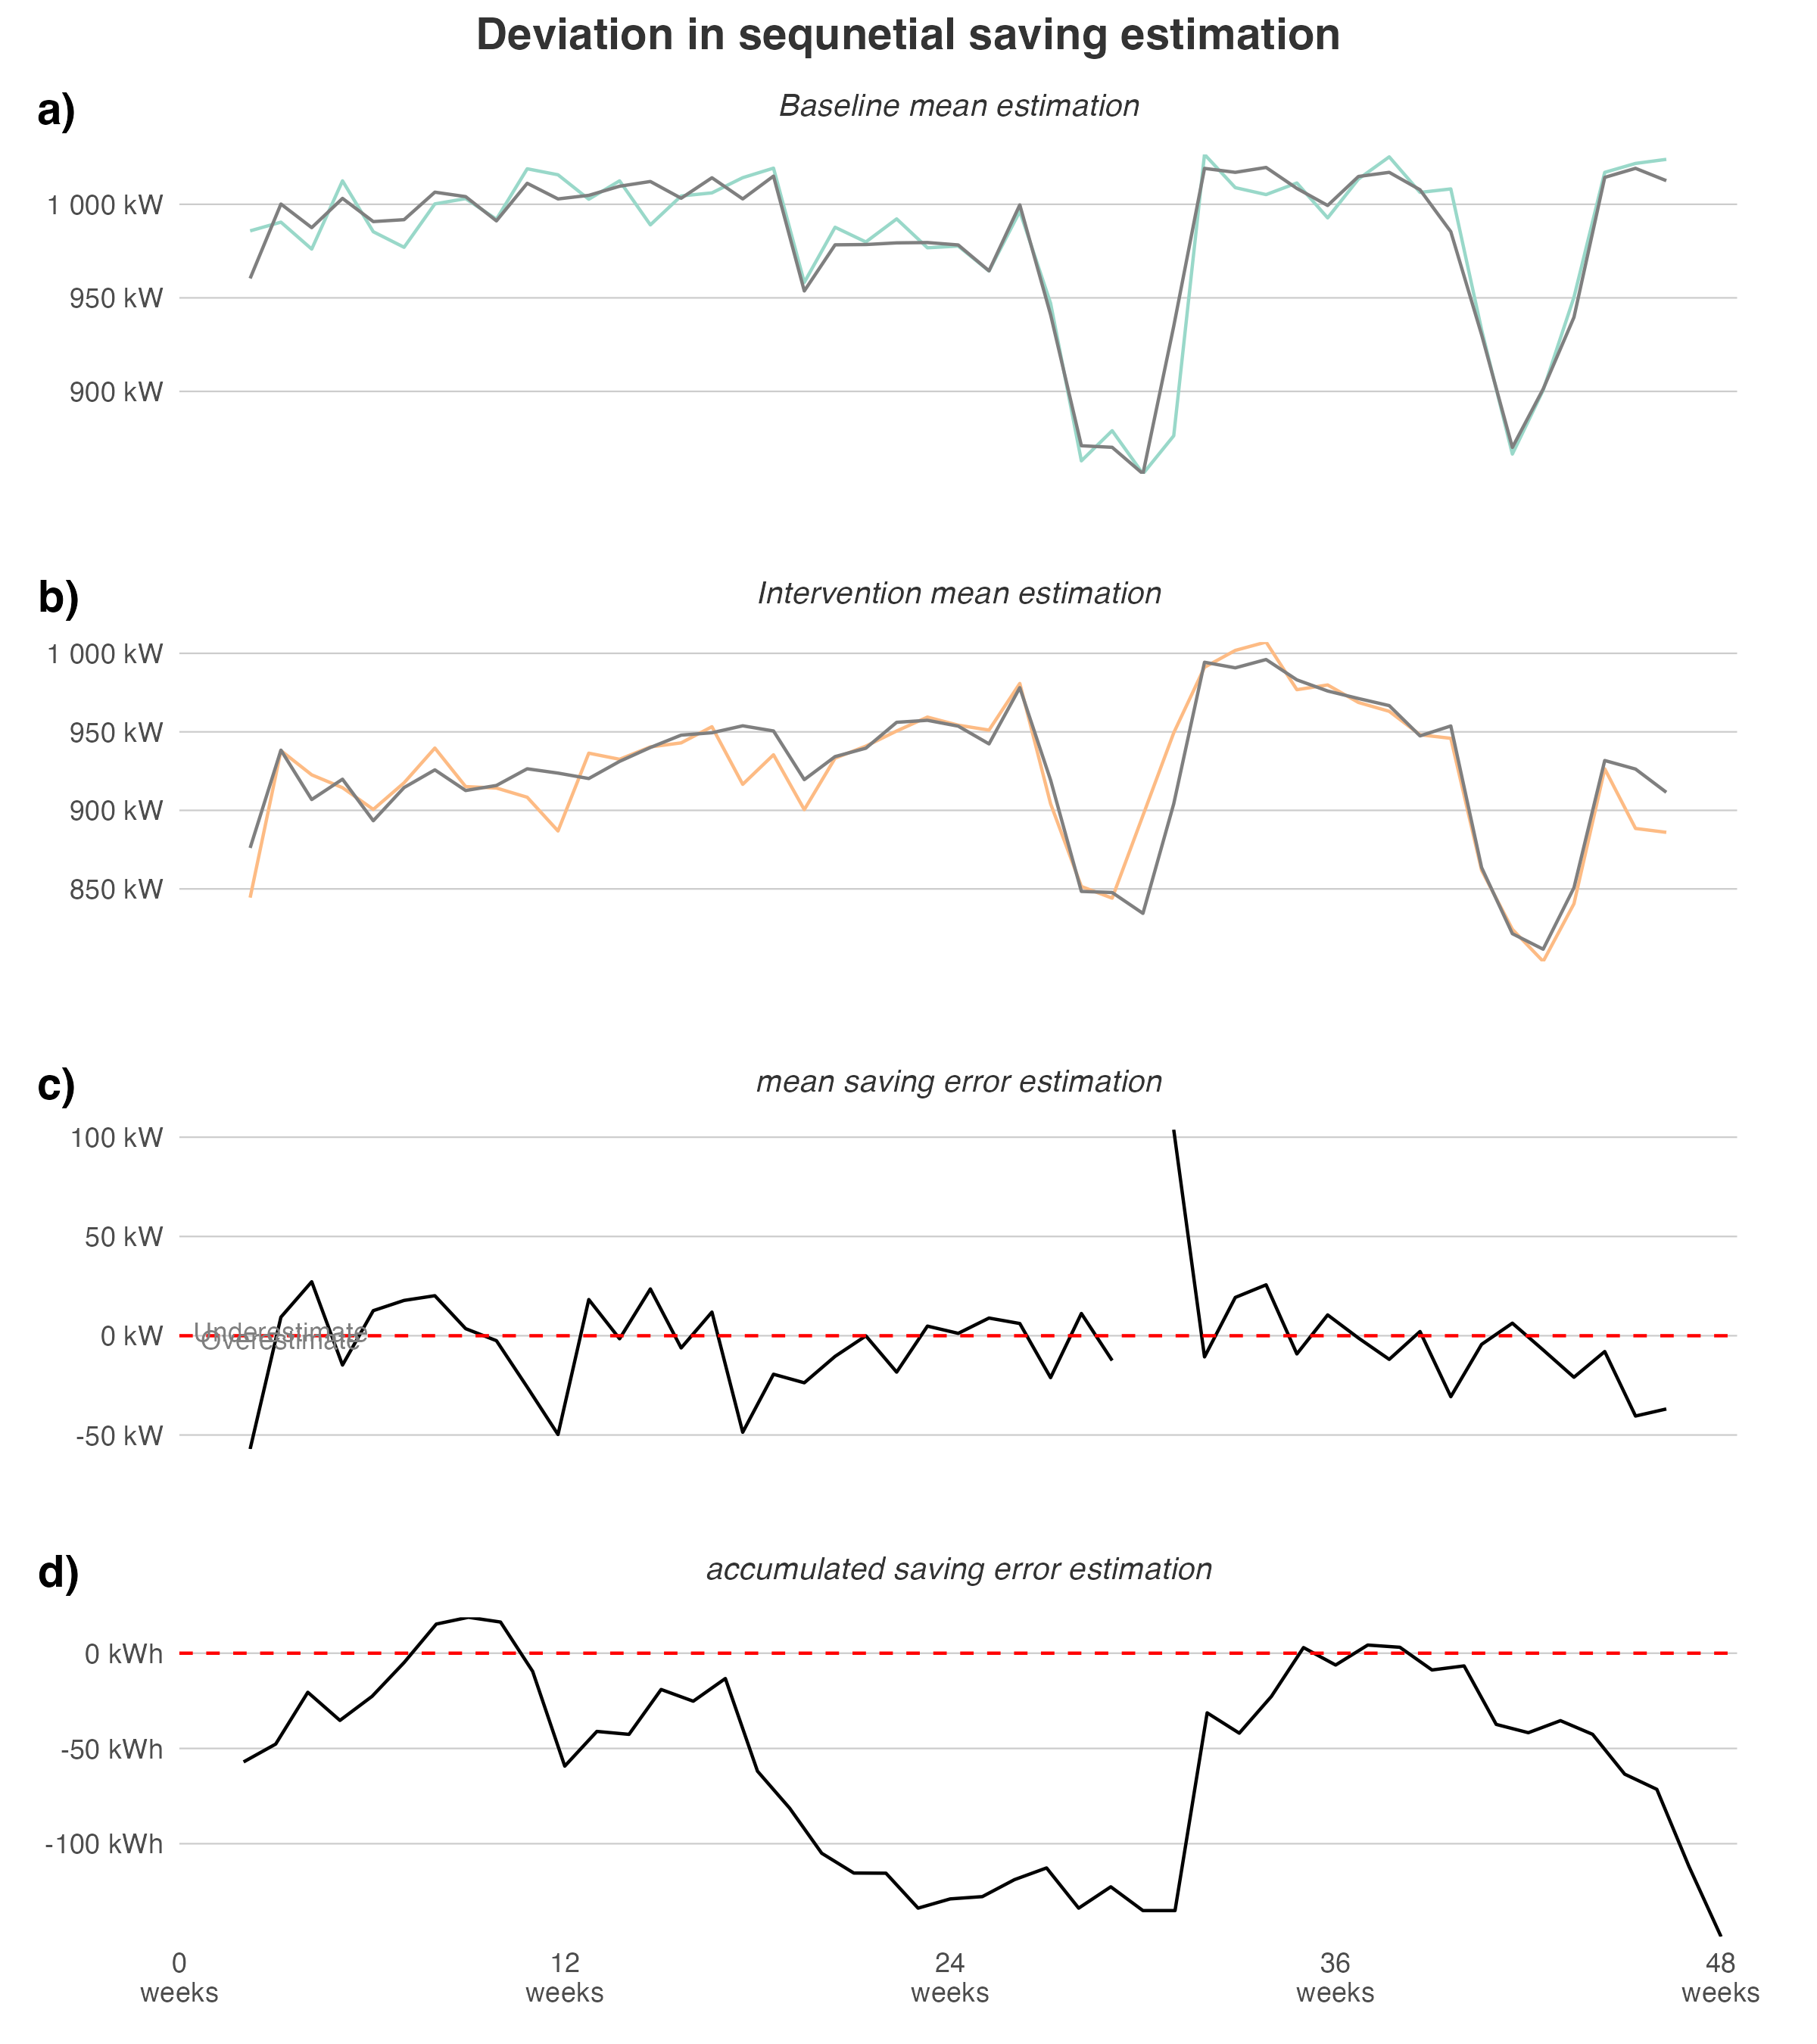 Deviation in sequnetial saving estimation
a)
Baseline mean estimation
1 000 kW
950 kW
900 kW
b)
Intervention mean estimation
1 000 kW
950 kW
900 kW
850 kW
c)
mean saving error estimation
100 kW
50 kW
Underestimate
0 kW
Overestimate
-50 kW
d)
accumulated saving error estimation
0 kWh
-50 kWh
-100 kWh
0 12 24 36 48
weeks weeks weeks weeks weeks